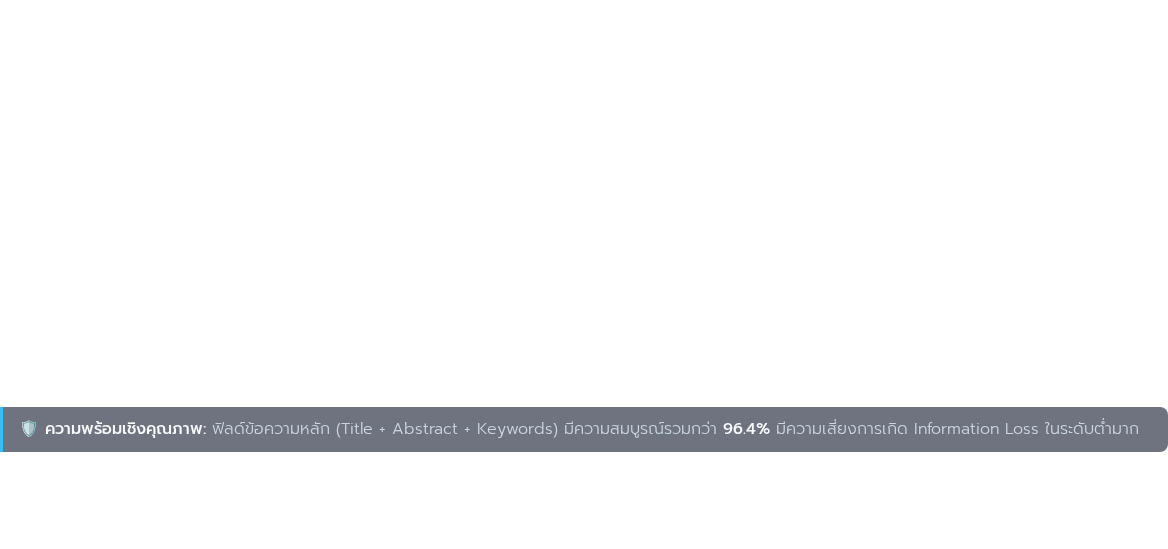 🛡️ ความพร้อมเชิงคุณภาพ: ฟิลด์ข้อความหลัก (Title + Abstract + Keywords) มีความสมบูรณ์รวมกว่า 96.4% มีความเสี่ยงการเกิด Information Loss ในระดับต่ำมาก